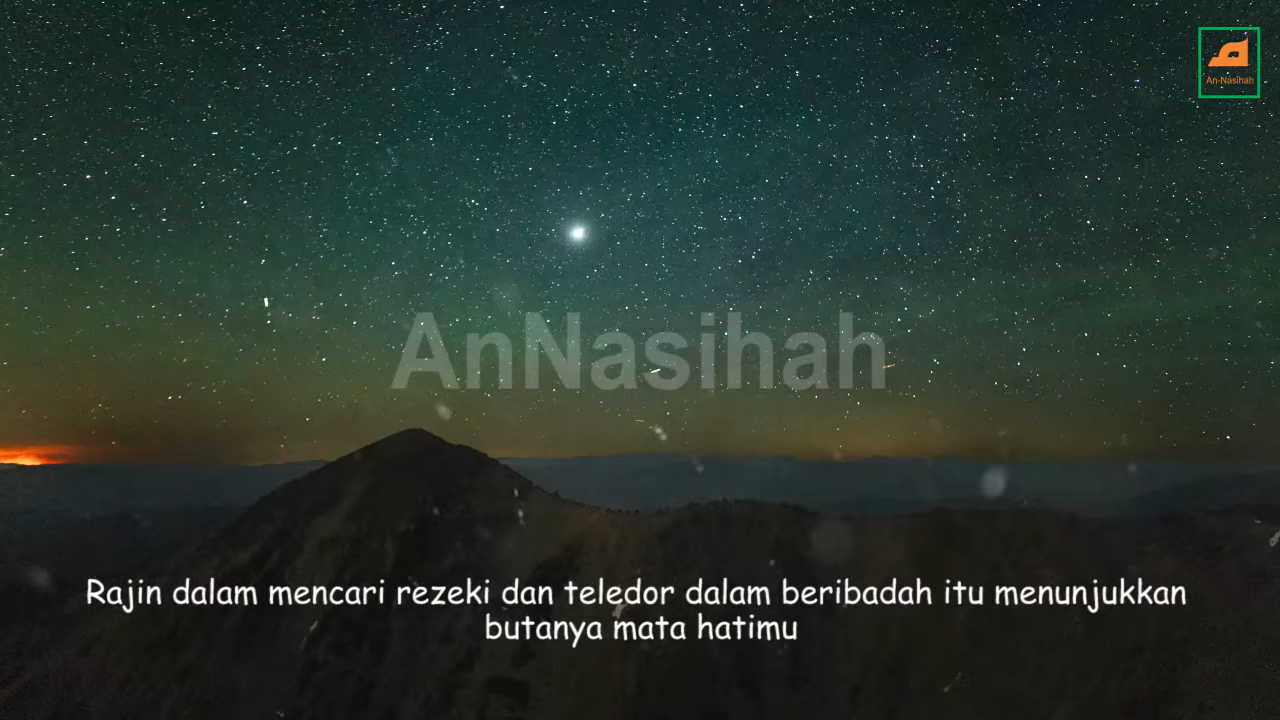 An-Nasihah
AnNasihah
Rajin dalam mencari rezeki dan teledor dalam beribadah itu menunjukkan
butanya mata hatimu